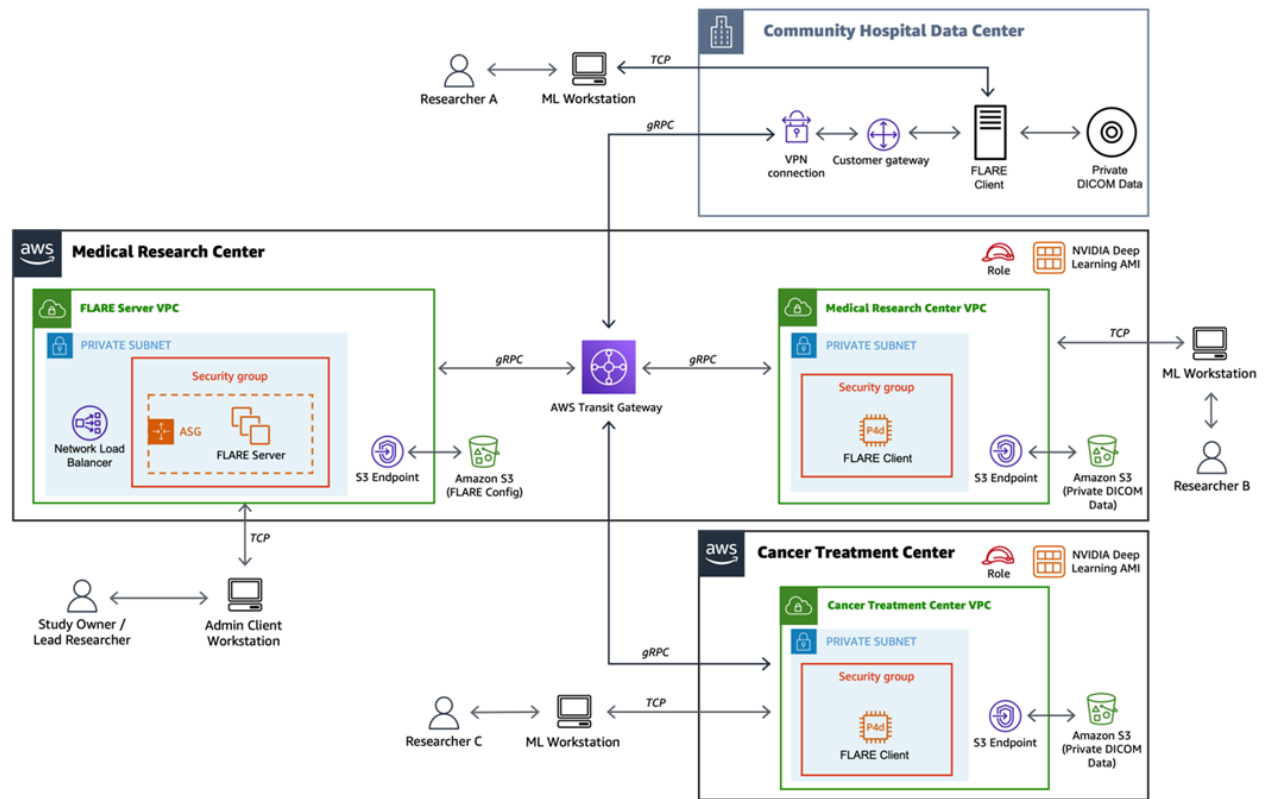 Community Hospital Data Center
TCP
Researcher A
ML Workstation
gRPC
VPN
connection
Customer gateway
FLARE
Client
Private
DICOM Data
aws
Medical Research Center
Role
NVIDIA Deep
Learning AMI
FLARE Server VPC
PRIVATE SUBNET
Security group
ASG
FLARE Server
Network Load
Balancer
S3 Endpoint
Amazon S3
(FLARE Config)
gRPC
AWS Transit Gateway
gRPC
Medical Research Center VPC
PRIVATE SUBNET
Security group
P4d
FLARE Client
S3 Endpoint
Amazon S3
(Private DICOM
Data)
TCP
ML Workstation
Researcher B
TCP
Study Owner /
Lead Researcher
Admin Client
Workstation
aws
Cancer Treatment Center
Role
NVIDIA Deep
Learning AMI
Cancer Treatment Center VPC
PRIVATE SUBNET
Security group
P4d
FLARE Client
S3 Endpoint
Amazon S3
(Private DICOM
Data)
gRPC
TCP
Researcher C
ML Workstation